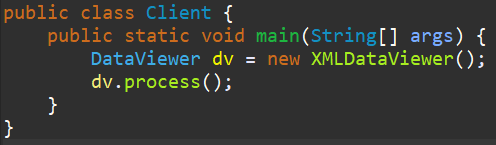 public class Client {
    public static void main(String[] args) {
        DataViewer dv = new XMLDataViewer();
        dv.process();
    }
}